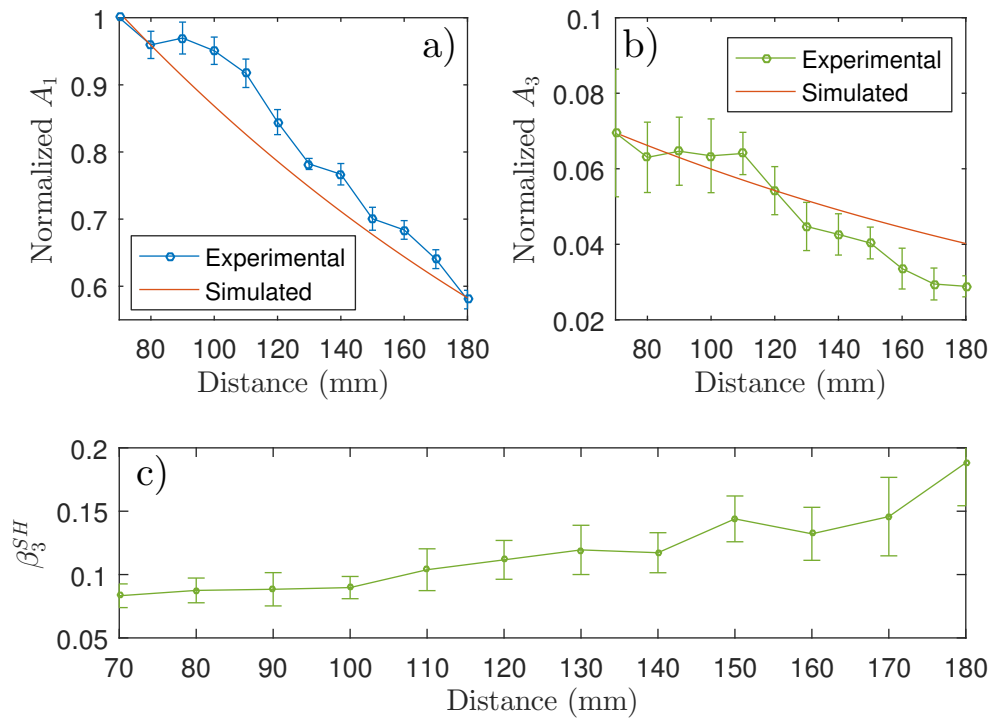 a)
Normalized A₁
1
0.9
0.8
0.7
0.6
Experimental
Simulated
80 100 120 140 160 180
Distance (mm)
b)
Normalized A₃
0.1
0.08
0.06
0.04
0.02
Experimental
Simulated
80 100 120 140 160 180
Distance (mm)
c)
β₃^SH
0.2
0.15
0.1
0.05
70 80 90 100 110 120 130 140 150 160 170 180
Distance (mm)